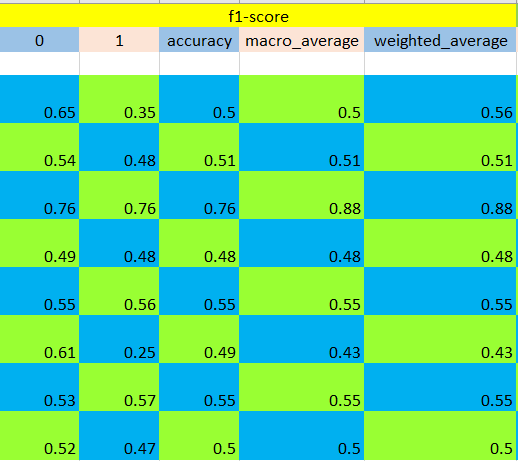 f1-score
0 1 accuracy macro_average weighted_average
0.65 0.35 0.5 0.5 0.56
0.54 0.48 0.51 0.51 0.51
0.76 0.76 0.76 0.88 0.88
0.49 0.48 0.48 0.48 0.48
0.55 0.56 0.55 0.55 0.55
0.61 0.25 0.49 0.43 0.43
0.53 0.57 0.55 0.55 0.55
0.52 0.47 0.5 0.5 0.5